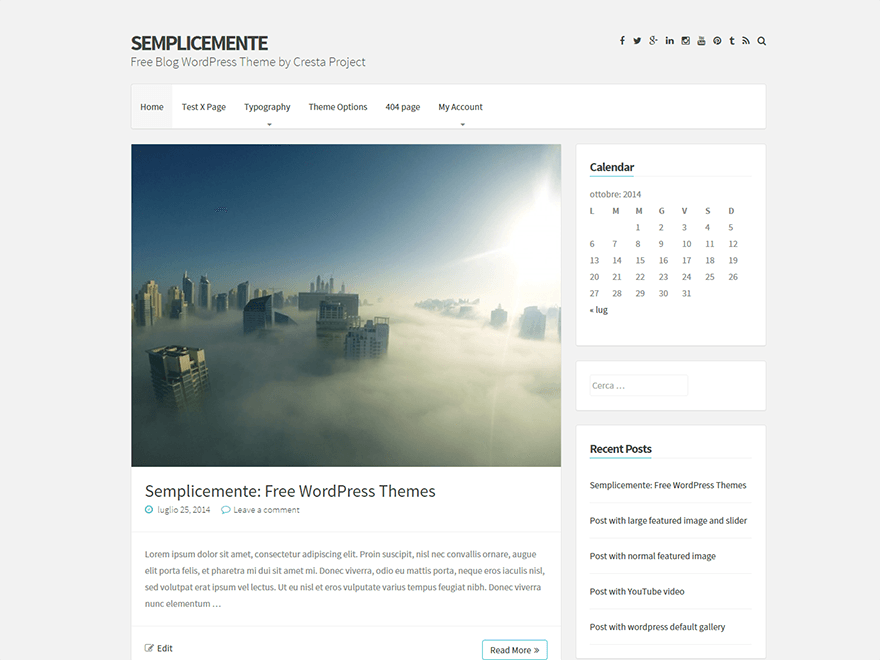 SEMPLICEMENTE
Free Blog WordPress Theme by Cresta Project
Home Test X Page Typography Theme Options 404 page My Account
Semplicemente: Free WordPress Themes
luglio 25, 2014 Leave a comment
Lorem ipsum dolor sit amet, consectetur adipiscing elit. Proin suscipit, nisl nec convallis ornare, augue
elit porta felis, et pharetra mi dui sit amet mi. Donec viverra, odio eu mattis porta, neque eros iaculis nisl,
sed volutpat erat ipsum vel lectus. Ut eu nisl et eros vulputate varius tempus feugiat nibh. Donec viverra
nunc elementum …
Edit
Read More »
Calendar
ottobre: 2014
L M M G V S D
1 2 3 4 5
6 7 8 9 10 11 12
13 14 15 16 17 18 19
20 21 22 23 24 25 26
27 28 29 30 31
« lug
Cerca …
Recent Posts
Semplicemente: Free WordPress Themes
Post with large featured image and slider
Post with normal featured image
Post with YouTube video
Post with wordpress default gallery